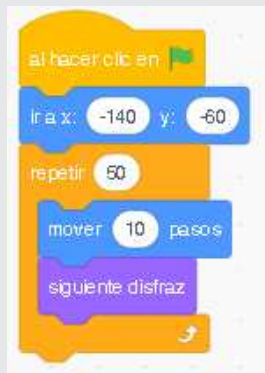 al hacer clic en
ir a x: -140 y: -60
repetir 50
mover 10 pasos
siguiente disfraz